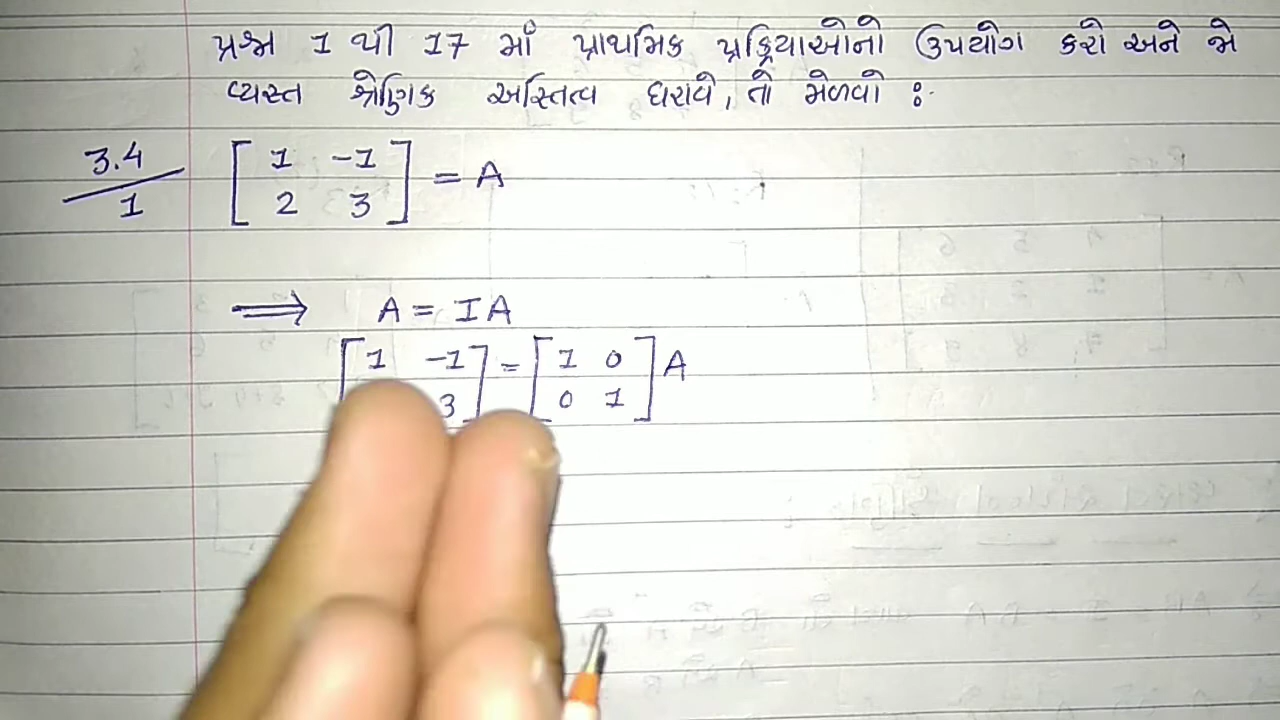 પ્રશ્ન 1 થી 17 માં પ્રાથમિક પ્રક્રિયાઓનો ઉપયોગ કરો અને જો
વ્યસ્ત શ્રેણિક અસ્તિત્વ ધરાવે, તો મેળવો :-
3.4/1 [1 -1; 2 3] = A
⟹ A = IA
[1 -1] = [1 0] A
3 0 1